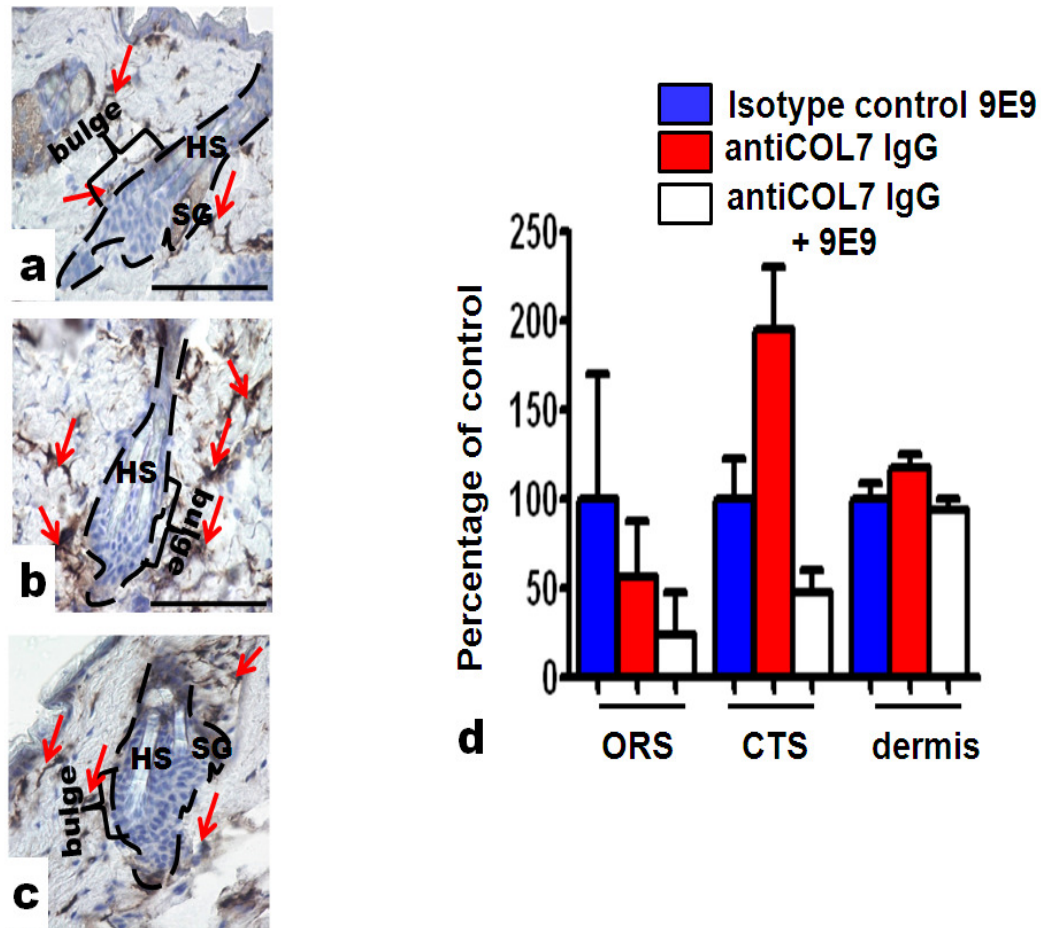 bulge
HS
SG
a
HS
bulge
b
HS
SG
bulge
c
Isotype control 9E9
antiCOL7 IgG
antiCOL7 IgG
+ 9E9
Percentage of control
250
200
150
100
50
0
ORS
CTS
dermis
d